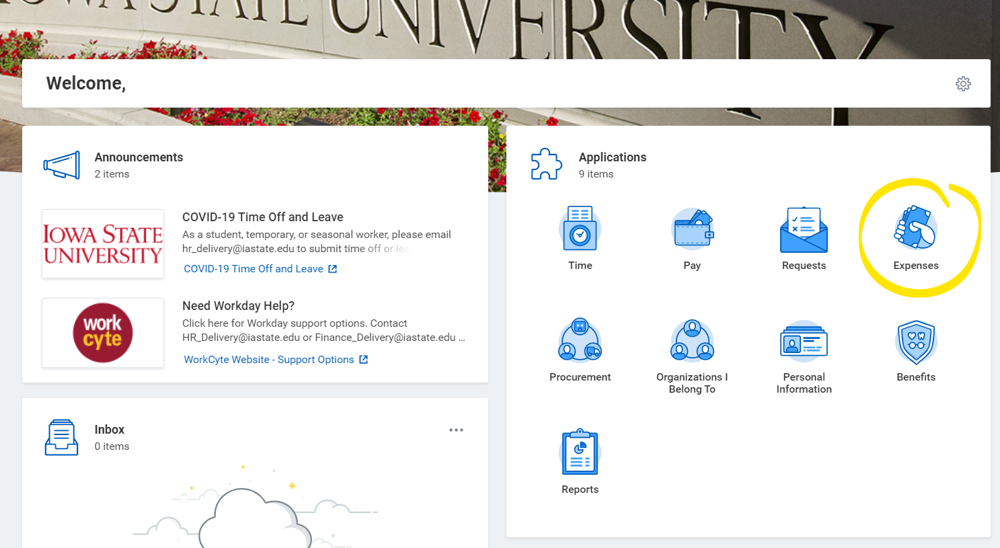 IOWA STATE UNIVERSITY
Welcome,
Announcements
2 items
IOWA STATE
UNIVERSITY
COVID-19 Time Off and Leave
As a student, temporary, or seasonal worker, please email
hr_delivery@iastate.edu to submit time off or lea
COVID-19 Time Off and Leave
work
cyte
Need Workday Help?
Click here for Workday support options. Contact
HR_Delivery@iastate.edu or Finance_Delivery@iastate.edu ...
WorkCyte Website - Support Options
Inbox
0 items
Applications
9 items
Time
Pay
Requests
Expenses
Procurement
Organizations I
Belong To
Personal
Information
Benefits
Reports